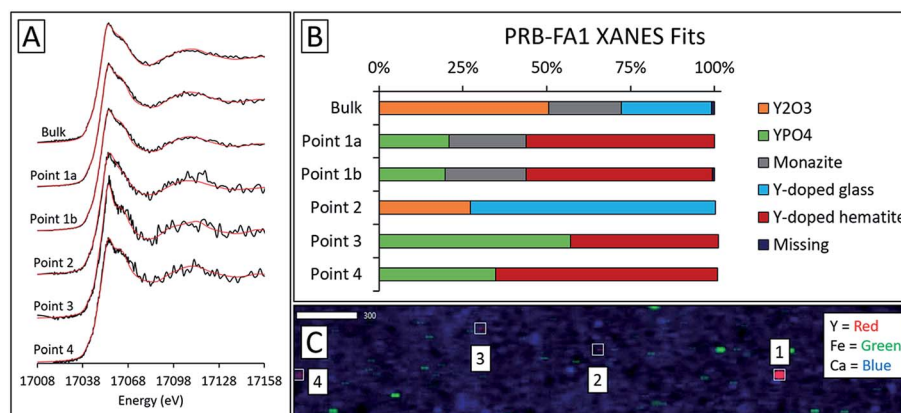 A
Bulk
Point 1a
Point 1b
Point 2
Point 3
Point 4
17008 17038 17068 17098 17128 17158
Energy (eV)
B
PRB-FA1 XANES Fits
0% 25% 50% 75% 100%
Bulk
Point 1a
Point 1b
Point 2
Point 3
Point 4
Y2O3
YPO4
Monazite
Y-doped glass
Y-doped hematite
Missing
C
300
3
2
1
4
Y = Red
Fe = Green
Ca = Blue